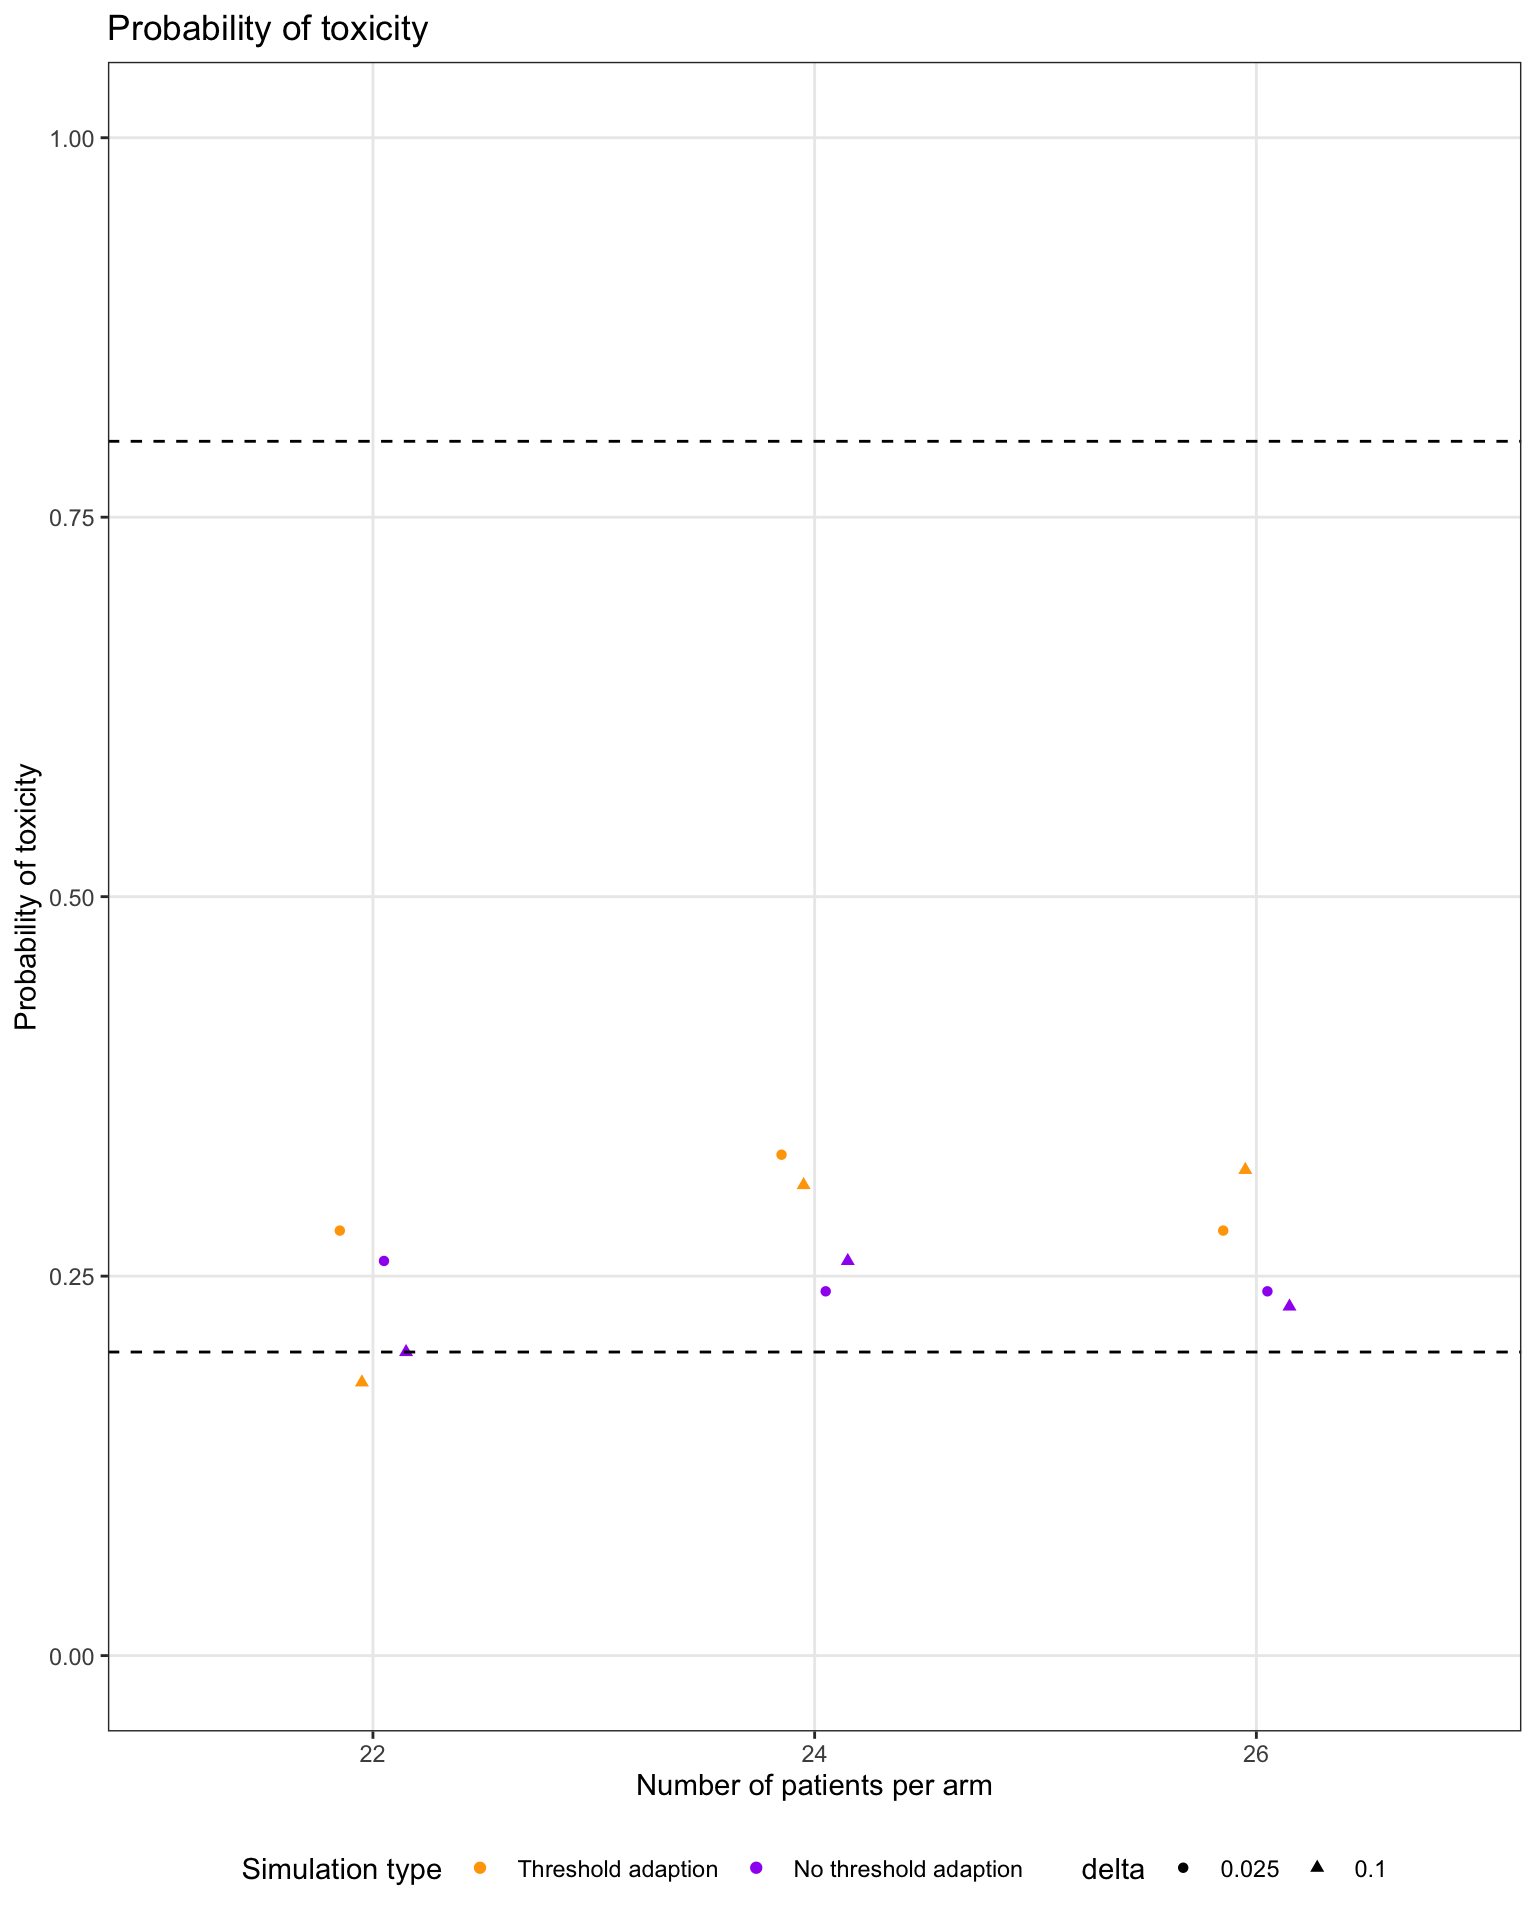 Probability of toxicity
1.00
0.75
0.50
0.25
0.00
Probability of toxicity
22 24 26
Number of patients per arm
Simulation type Threshold adaption No threshold adaption delta 0.025 0.1